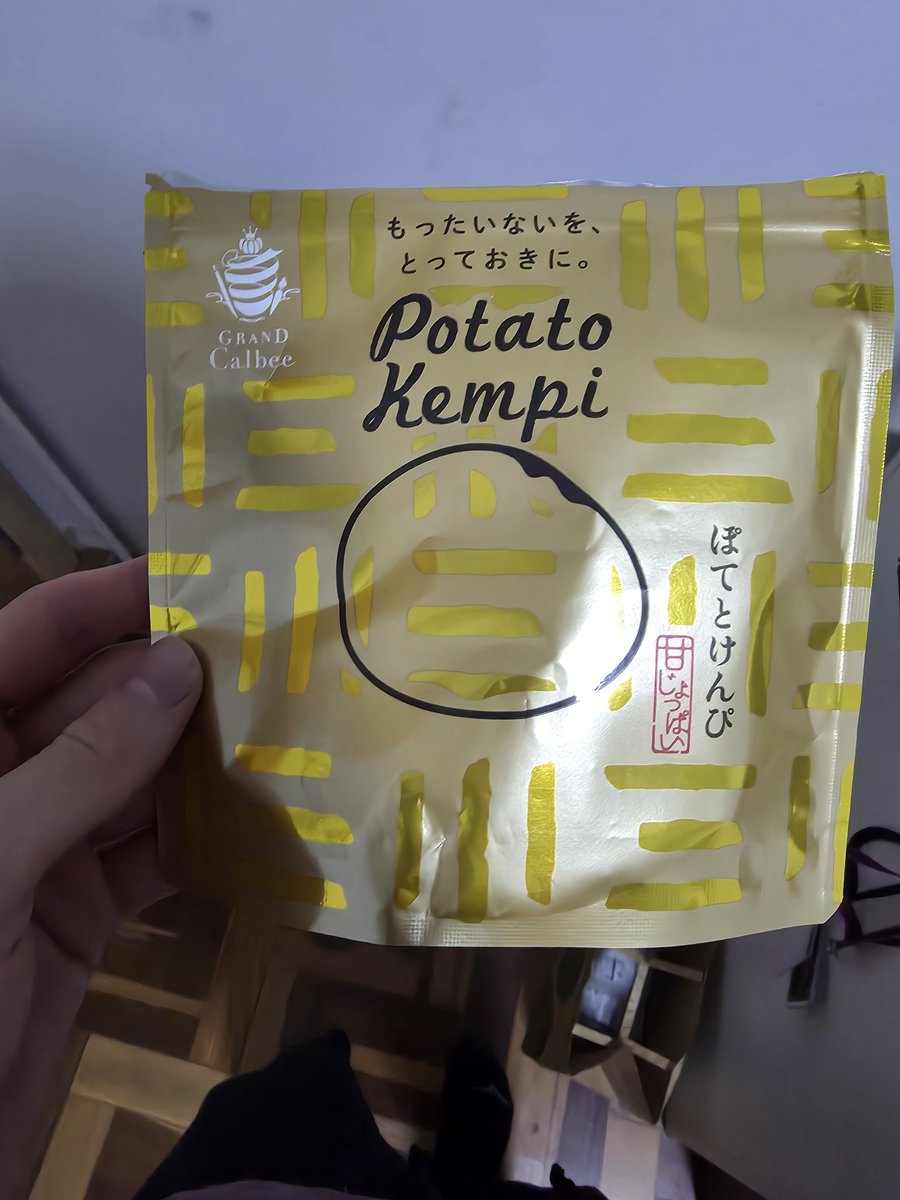 もったいないを、
とっておきに。
GRAND
Calbee
Potato
Kempi
ぽてとけんぴ
甘じょっぱい